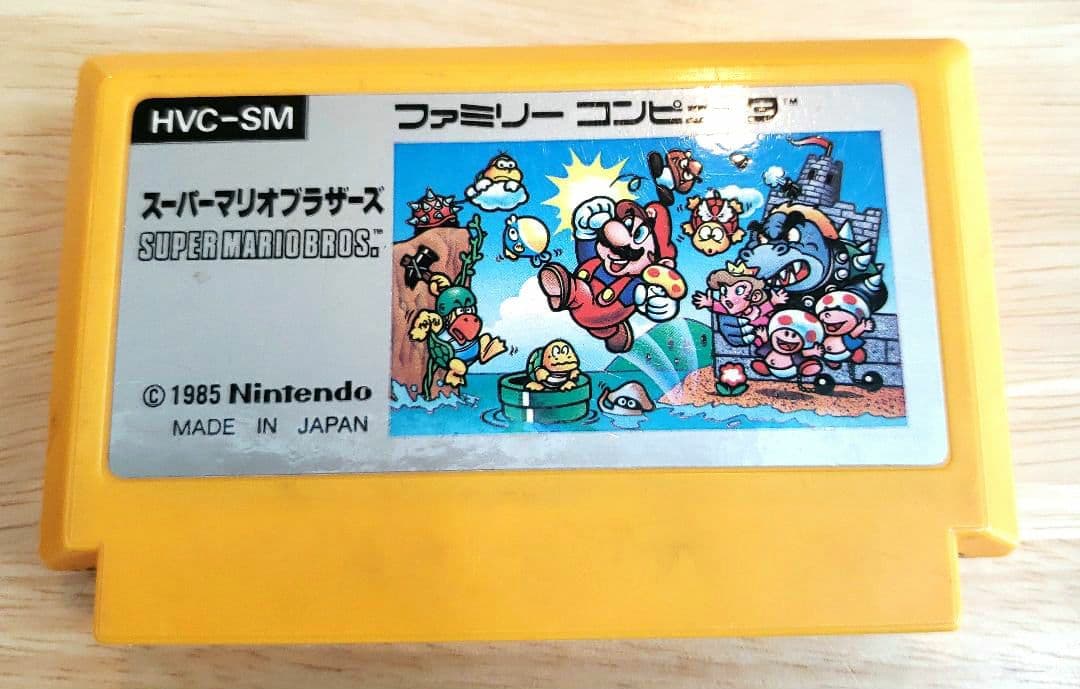 HVC-SM
ファミリー コンピュータ™
スーパーマリオブラザーズ
SUPER MARIO BROS.™
© 1985 Nintendo
MADE IN JAPAN